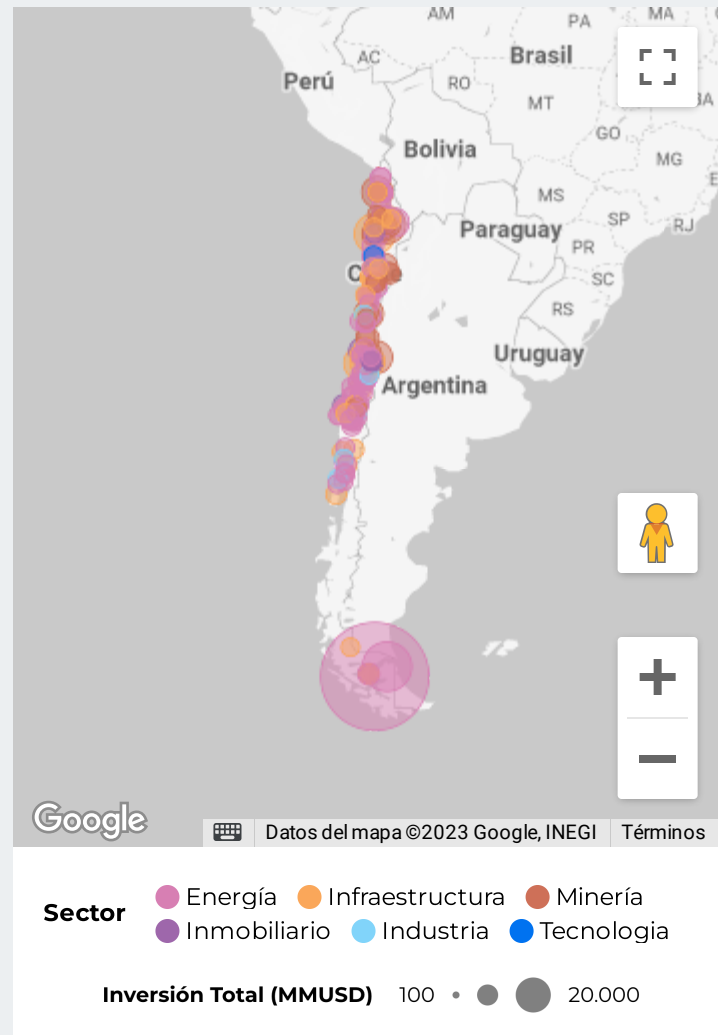 AM
PA
MA
AC
Brasil
Perú
RO
BA
MT
GO
Bolivia
MG
MS
SP
Paraguay
RJ
PR
SC
RS
Uruguay
Argentina
Google
Datos del mapa ©2023 Google, INEGI
Términos
Sector
Energía
Infraestructura
Minería
Inmobiliario
Industria
Tecnologia
Inversión Total (MMUSD)
100
20.000